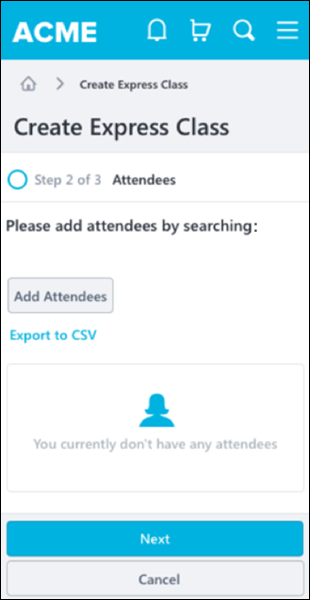 ACME
Create Express Class
Create Express Class
Step 2 of 3 Attendees
Please add attendees by searching:
Add Attendees
Export to CSV
You currently don't have any attendees
Next
Cancel